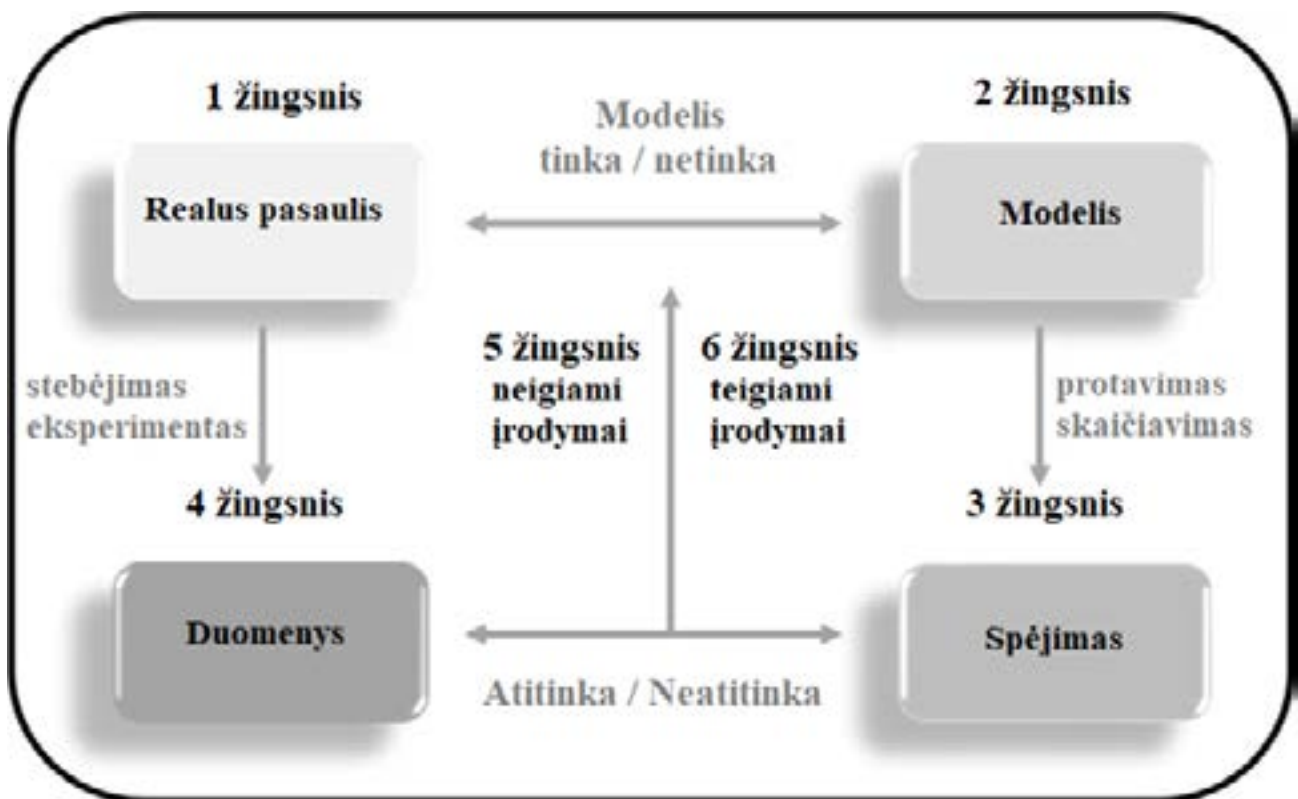 1 žingsnis
2 žingsnis
Modelis
tinka / netinka
Realus pasaulis
Modelis
5 žingsnis
neigiami
įrodymai
6 žingsnis
teigiami
įrodymai
stebėjimas
eksperimentas
protavimas
skaičiavimas
4 žingsnis
3 žingsnis
Duomenys
Spėjimas
Atitinka / Neatitinka